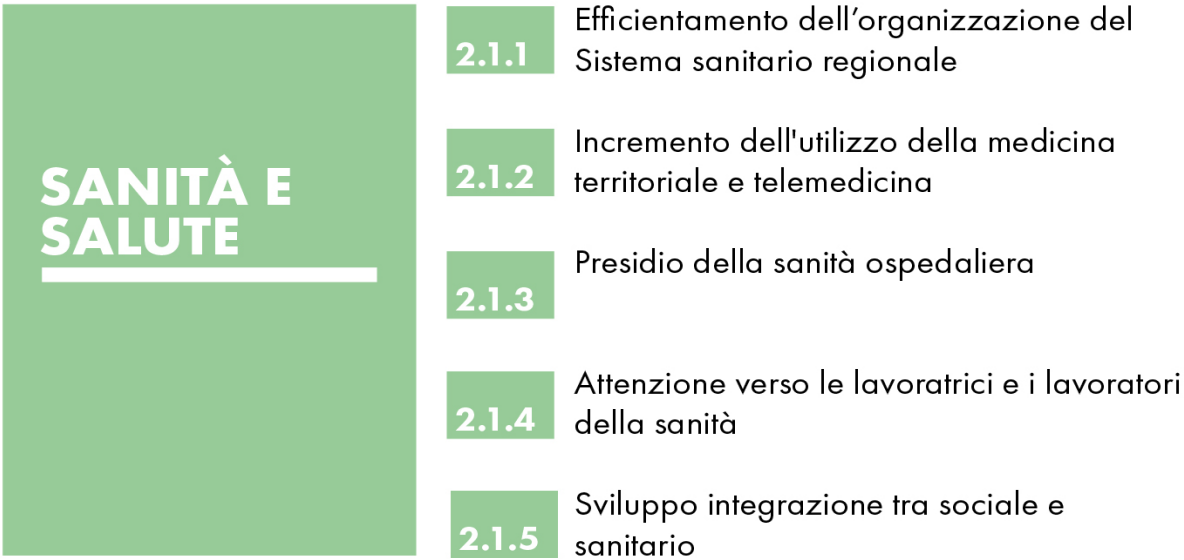 SANITÀ E
SALUTE
2.1.1
Efficientamento dell’organizzazione del
Sistema sanitario regionale
2.1.2
Incremento dell'utilizzo della medicina
territoriale e telemedicina
2.1.3
Presidio della sanità ospedaliera
2.1.4
Attenzione verso le lavoratrici e i lavoratori
della sanità
2.1.5
Sviluppo integrazione tra sociale e
sanitario